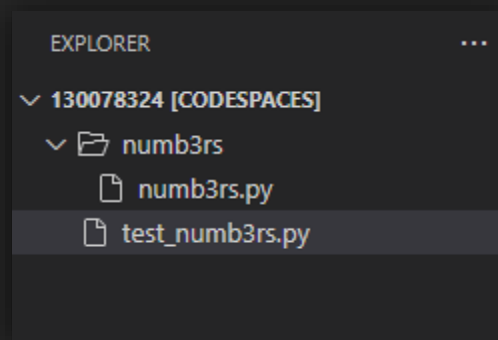 EXPLORER
130078324 [CODESPACES]
numb3rs
numb3rs.py
test_numb3rs.py